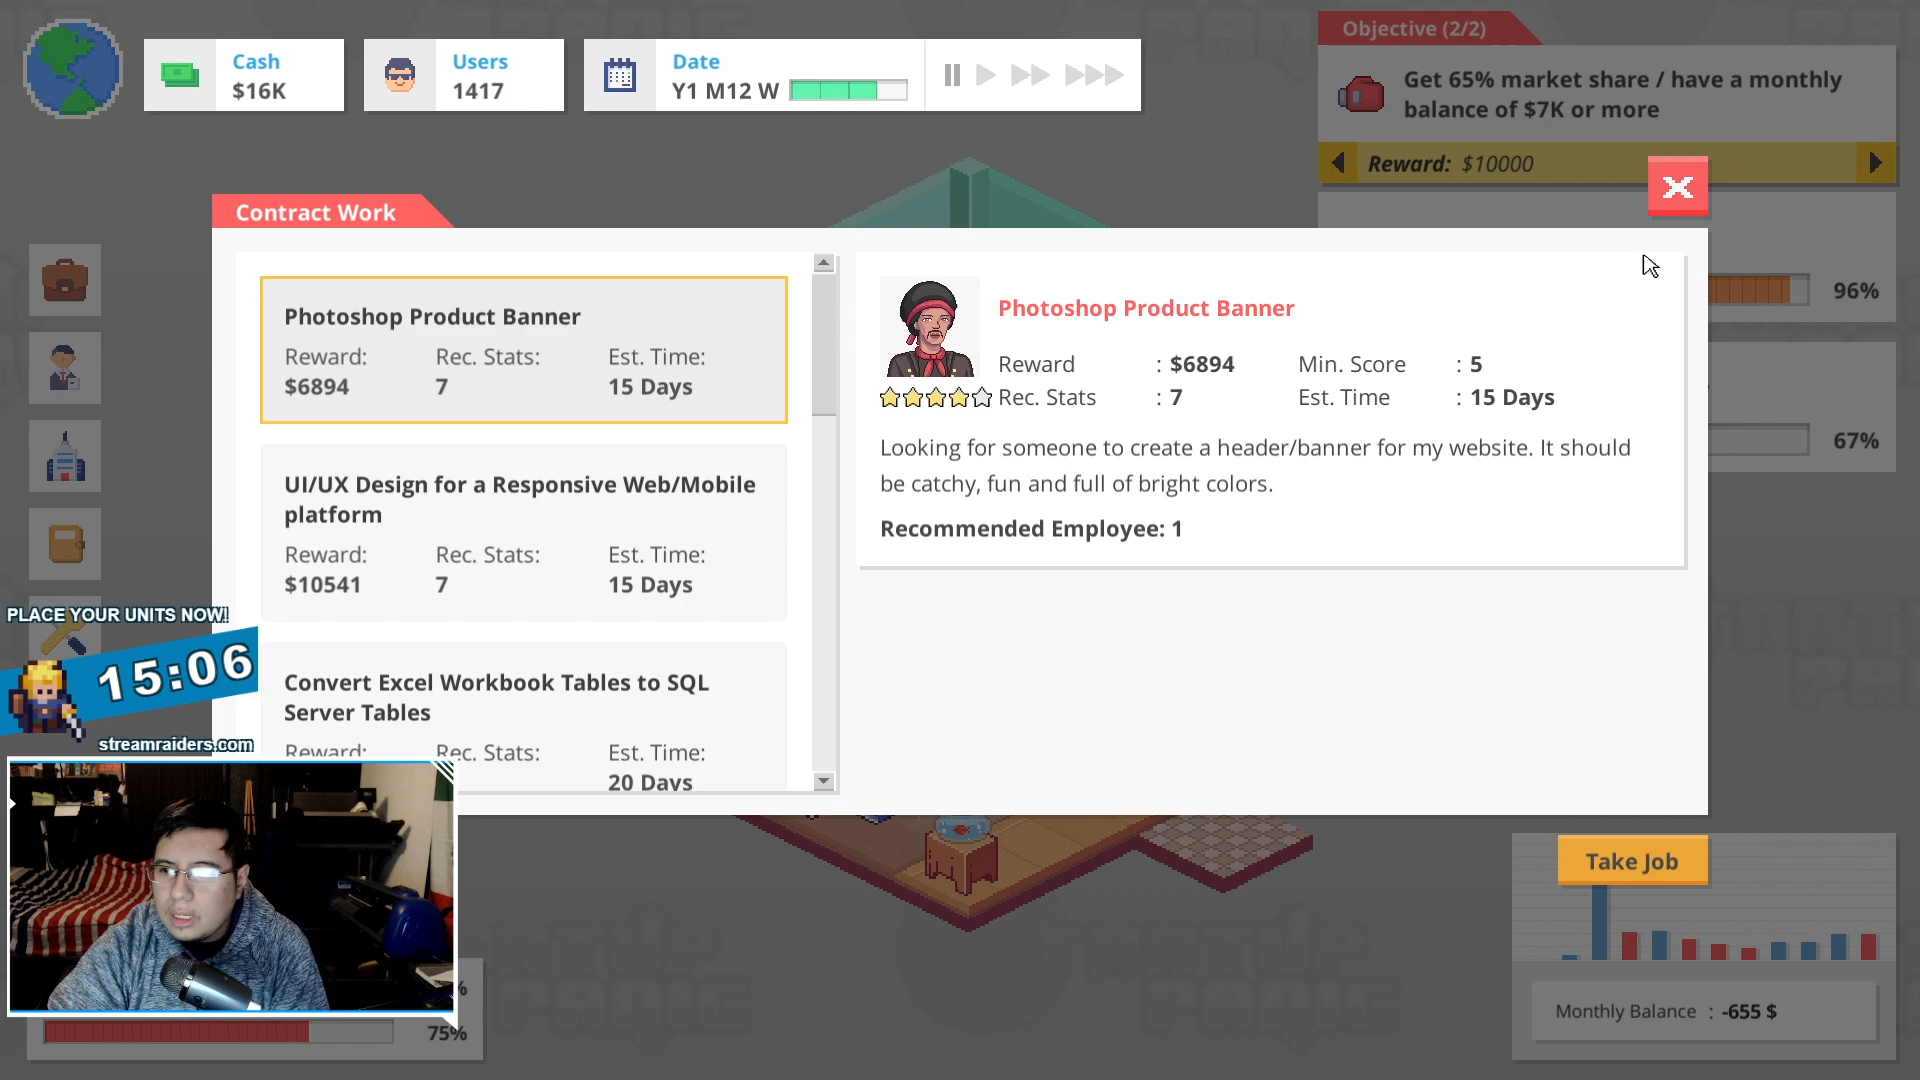 Cash
$16K
Users
1417
Date
Y1 M12 W
Objective (2/2)
Get 65% market share / have a monthly
balance of $7K or more
Reward: $10000
Contract Work
Photoshop Product Banner
Reward: Rec. Stats: Est. Time:
$6894 7 15 Days
UI/UX Design for a Responsive Web/Mobile
platform
Reward: Rec. Stats: Est. Time:
$10541 7 15 Days
Convert Excel Workbook Tables to SQL
Server Tables
Reward: Rec. Stats: Est. Time:
20 Days
Photoshop Product Banner
Reward : $6894 Min. Score : 5
Rec. Stats : 7 Est. Time : 15 Days
Looking for someone to create a header/banner for my website. It should
be catchy, fun and full of bright colors.
Recommended Employee: 1
96%
67%
PLACE YOUR UNITS NOW!
15:06
streamraiders.com
Take Job
Monthly Balance : -655 $
%
75%